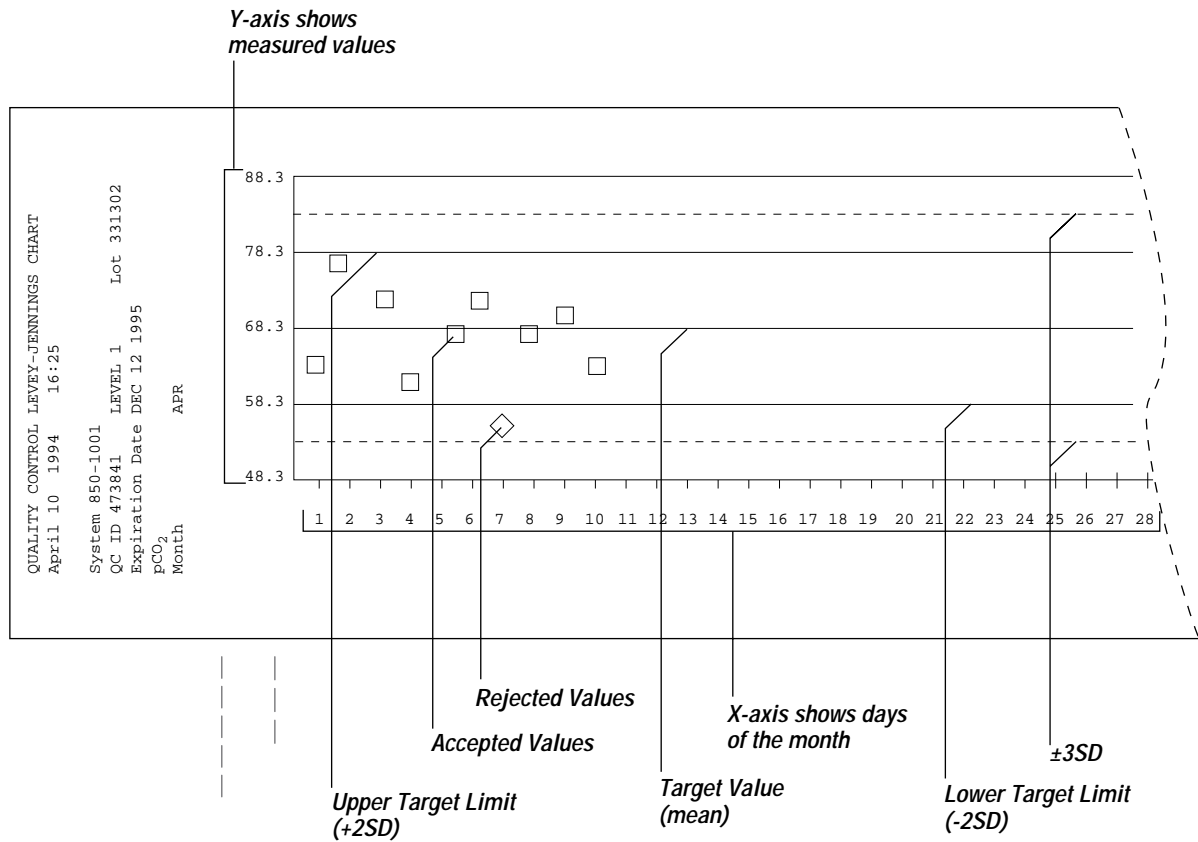 Y-axis shows
measured values
QUALITY CONTROL LEVEY-JENNINGS CHART
April 10 1994 16:25
System 850-1001
QC ID 473841 LEVEL 1 Lot 331302
Expiration Date DEC 12 1995
pCO2
Month APR
88.3
78.3
68.3
58.3
48.3
1 2 3 4 5 6 7 8 9 10 11 12 13 14 15 16 17 18 19 20 21 22 23 24 25 26 27 28
Rejected Values
Accepted Values
Upper Target Limit
(+2SD)
Target Value
(mean)
X-axis shows days
of the month
Lower Target Limit
(-2SD)
±3SD